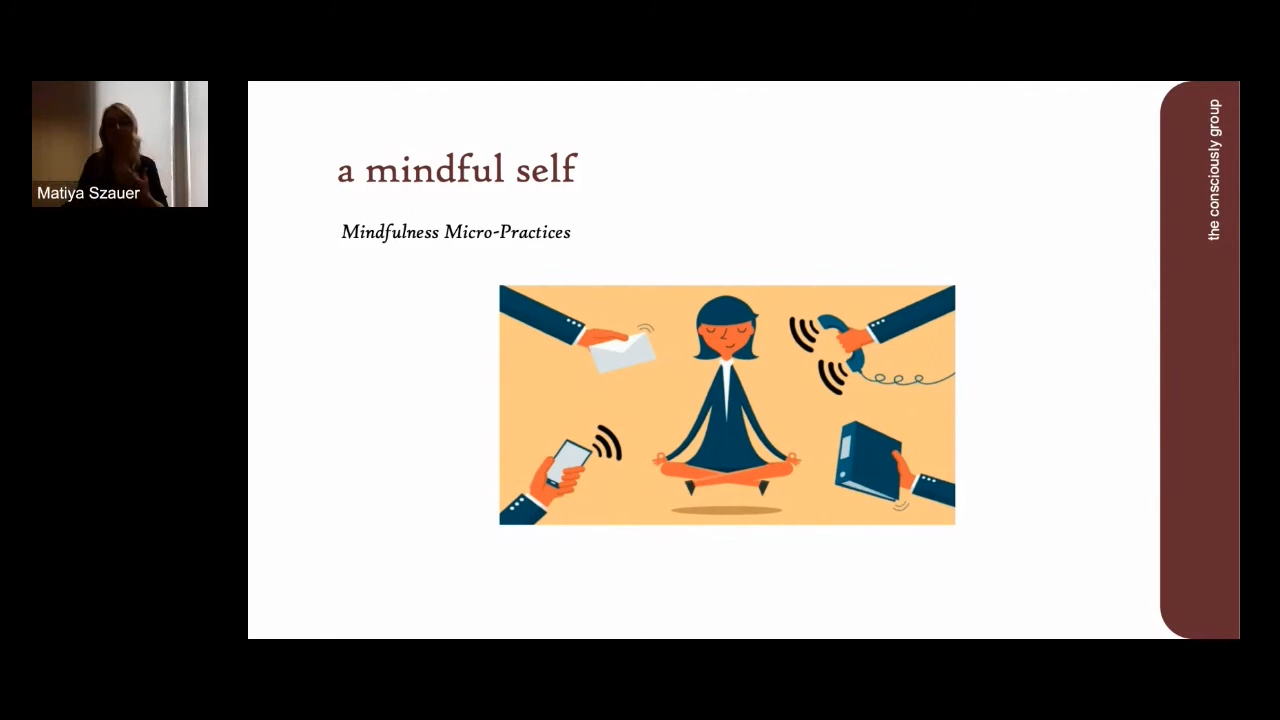 Matiya Szauer
a mindful self
Mindfulness Micro-Practices
the consciously group